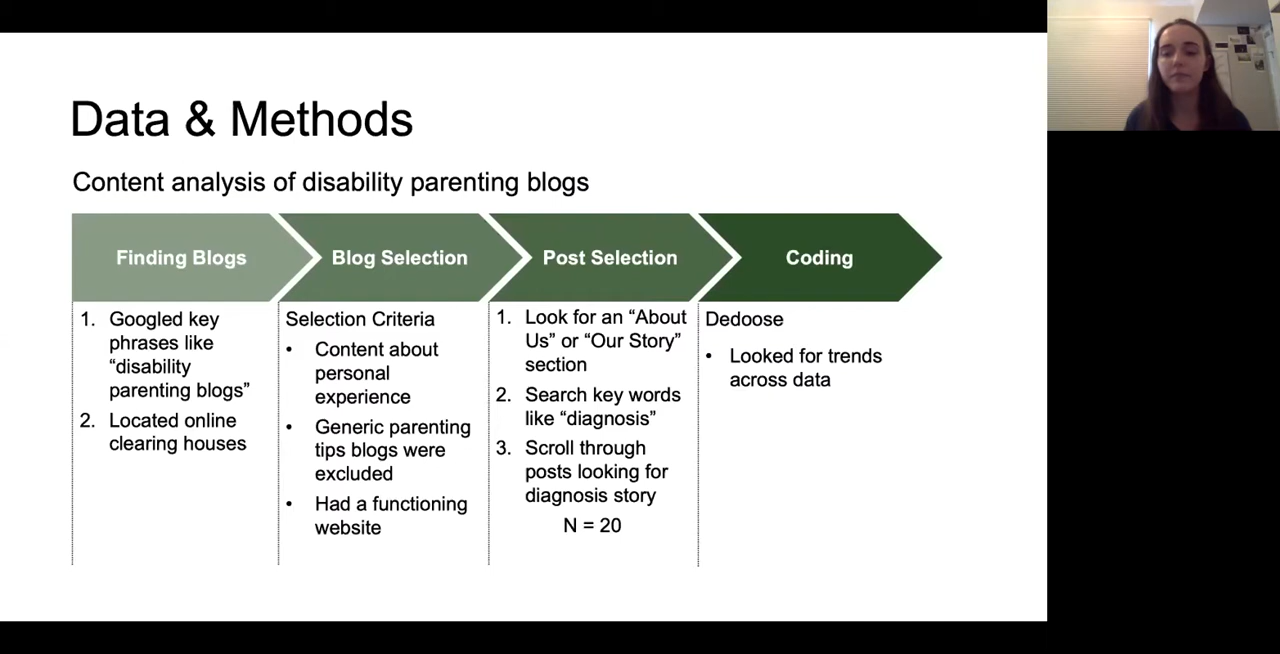 Data & Methods
Content analysis of disability parenting blogs
Finding Blogs
1. Googled key
phrases like
“disability
parenting blogs”
2. Located online
clearing houses
Blog Selection
Selection Criteria
• Content about
personal
experience
• Generic parenting
tips blogs were
excluded
• Had a functioning
website
Post Selection
1. Look for an “About
Us” or “Our Story”
section
2. Search key words
like “diagnosis”
3. Scroll through
posts looking for
diagnosis story
N = 20
Coding
Dedoose
• Looked for trends
across data